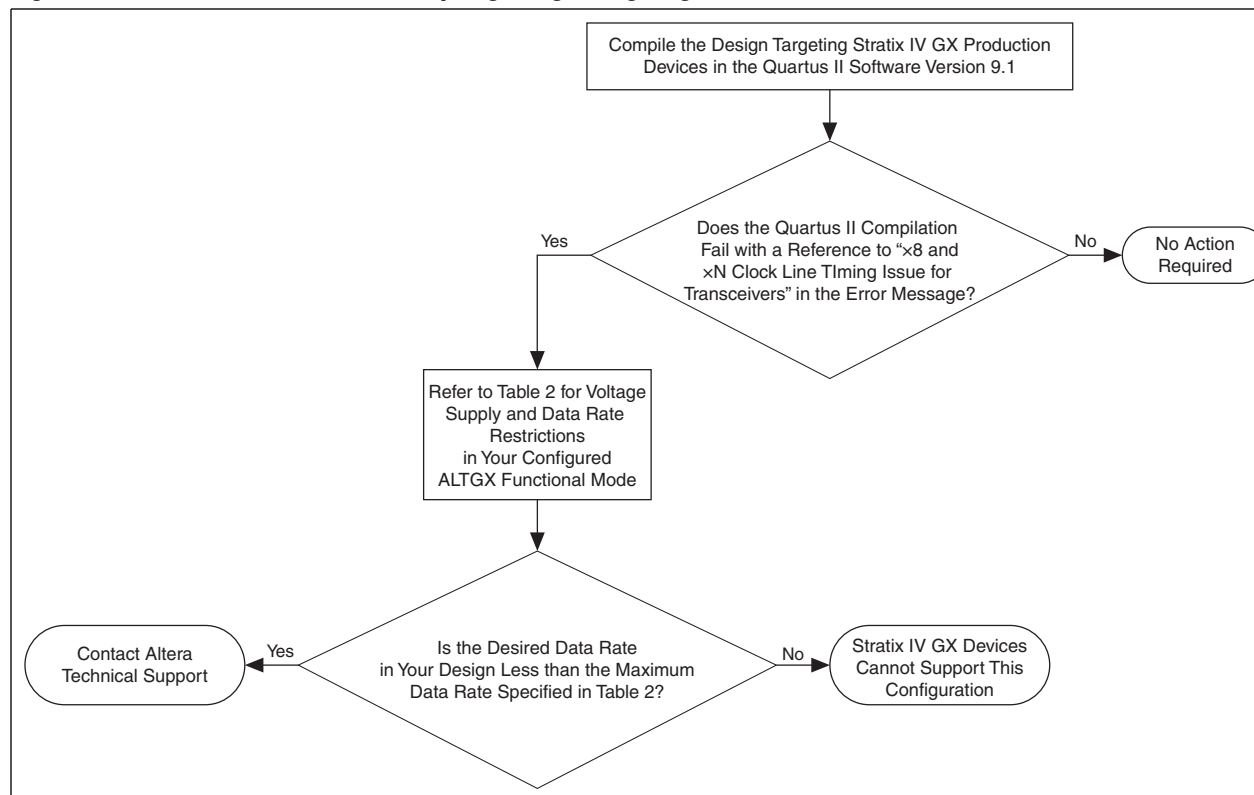 Compile the Design Targeting Stratix IV GX Production
Devices in the Quartus II Software Version 9.1
Does the Quartus II Compilation
Fail with a Reference to “×8 and
×N Clock Line TIming Issue for
Transceivers” in the Error Message?
Yes
No
No Action
Required
Refer to Table 2 for Voltage
Supply and Data Rate
Restrictions
in Your Configured
ALTGX Functional Mode
Is the Desired Data Rate
in Your Design Less than the Maximum
Data Rate Specified in Table 2?
Yes
Contact Altera
Technical Support
No
Stratix IV GX Devices
Cannot Support This
Configuration